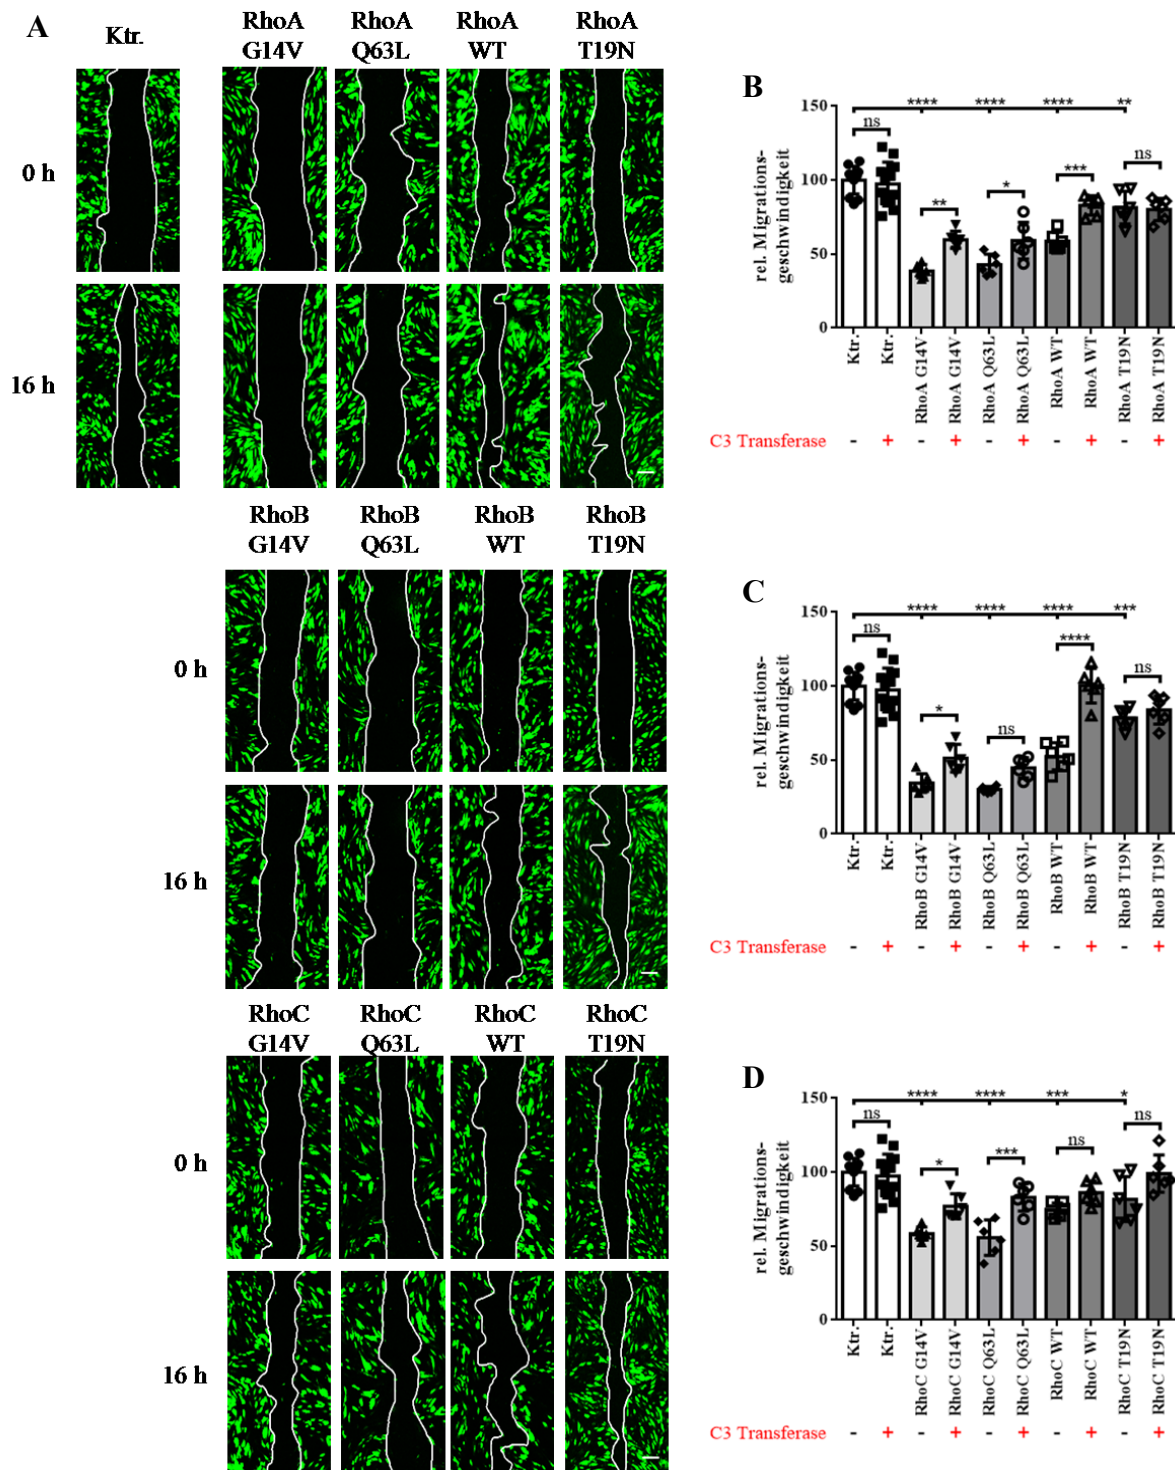 A
Ktr.
RhoA
G14V
RhoA
Q63L
RhoA
WT
RhoA
T19N
0 h
16 h
RhoB
G14V
RhoB
Q63L
RhoB
WT
RhoB
T19N
0 h
16 h
RhoC
G14V
RhoC
Q63L
RhoC
WT
RhoC
T19N
0 h
16 h
B
rel. Migrations-
geschwindigkeit
150
100
50
0
**** **** **** **
ns
**
*
***
ns
Ktr.
Ktr.
RhoA G14V
RhoA G14V
RhoA Q63L
RhoA Q63L
RhoA WT
RhoA WT
RhoA T19N
RhoA T19N
C3 Transferase - + - + - + - + - +
C
rel. Migrations-
geschwindigkeit
150
100
50
0
**** **** **** ***
ns
*
ns
****
ns
Ktr.
Ktr.
RhoB G14V
RhoB G14V
RhoB Q63L
RhoB Q63L
RhoB WT
RhoB WT
RhoB T19N
RhoB T19N
C3 Transferase - + - + - + - + - +
D
rel. Migrations-
geschwindigkeit
150
100
50
0
**** **** *** *
ns
*
***
ns
ns
Ktr.
Ktr.
RhoC G14V
RhoC G14V
RhoC Q63L
RhoC Q63L
RhoC WT
RhoC WT
RhoC T19N
RhoC T19N
C3 Transferase - + - + - + - + - +